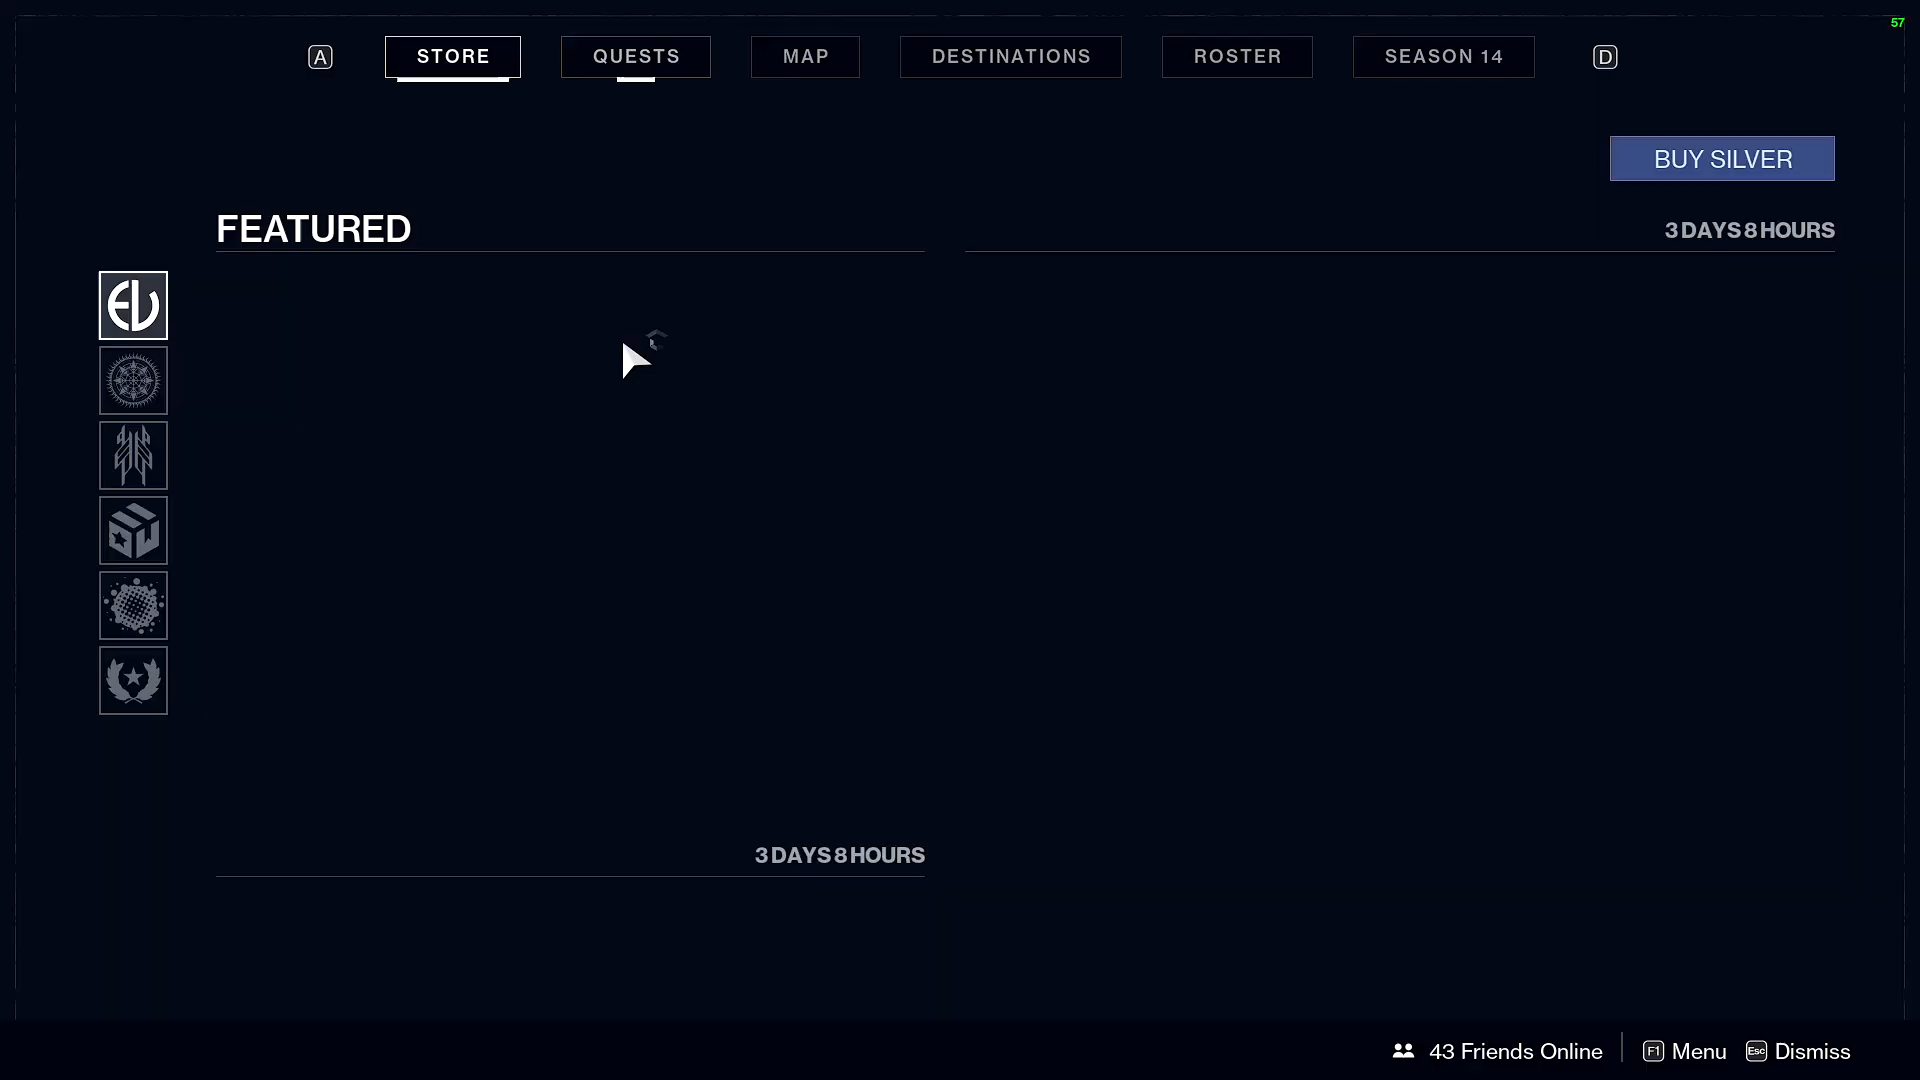 57
A STORE QUESTS MAP DESTINATIONS ROSTER SEASON 14 D
BUY SILVER
FEATURED
3 DAYS 8 HOURS
3 DAYS 8 HOURS
43 Friends Online F1 Menu Esc Dismiss